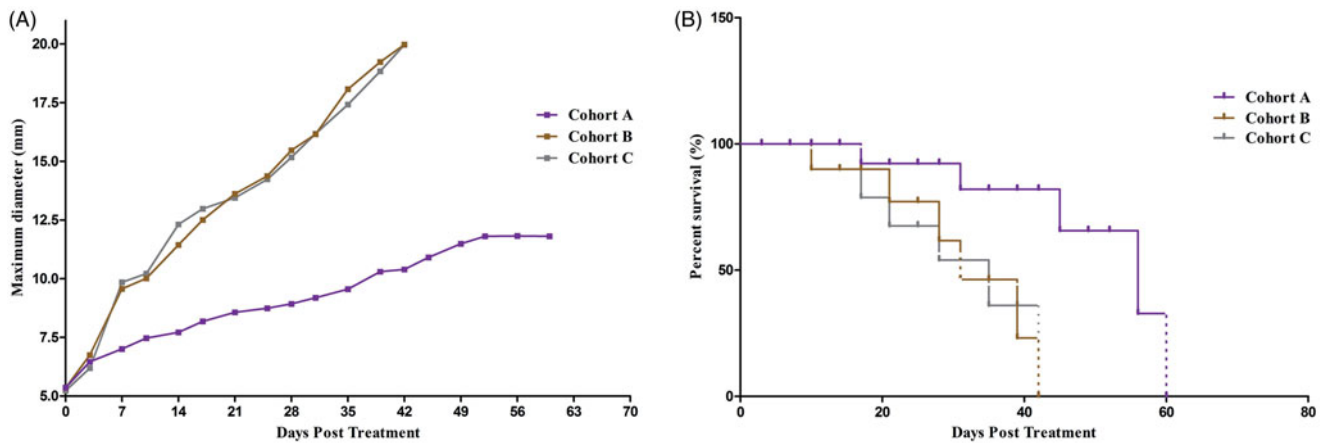 (A)
Maximum diameter (mm)
20.0
17.5
15.0
12.5
10.0
7.5
5.0
0 7 14 21 28 35 42 49 56 63 70
Days Post Treatment
Cohort A
Cohort B
Cohort C
(B)
Percent survival (%)
150
100
50
0
0 20 40 60 80
Days Post Treatment
Cohort A
Cohort B
Cohort C